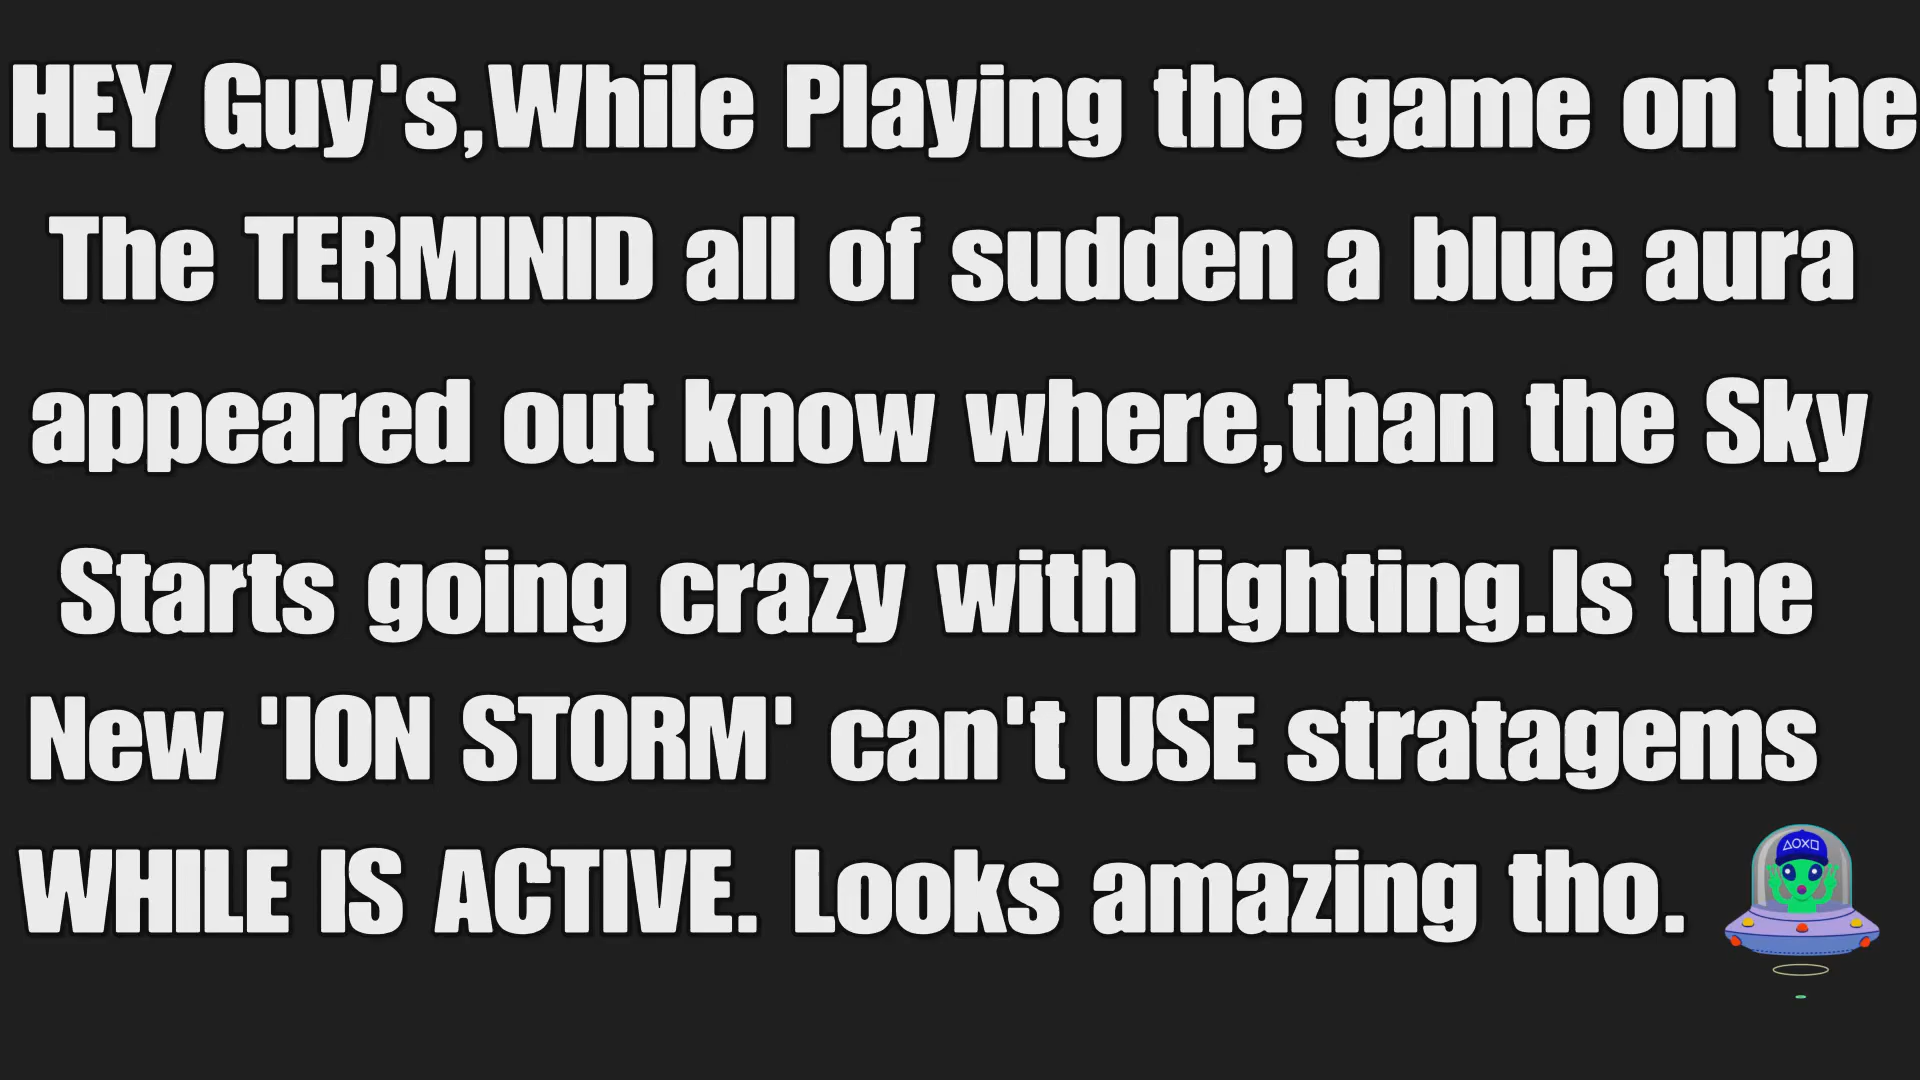 HEY Guy's,While Playing the game on the
The TERMINID all of sudden a blue aura
appeared out know where,than the Sky
Starts going crazy with lighting.Is the
New 'ION STORM' can't USE stratagems
WHILE IS ACTIVE. Looks amazing tho.